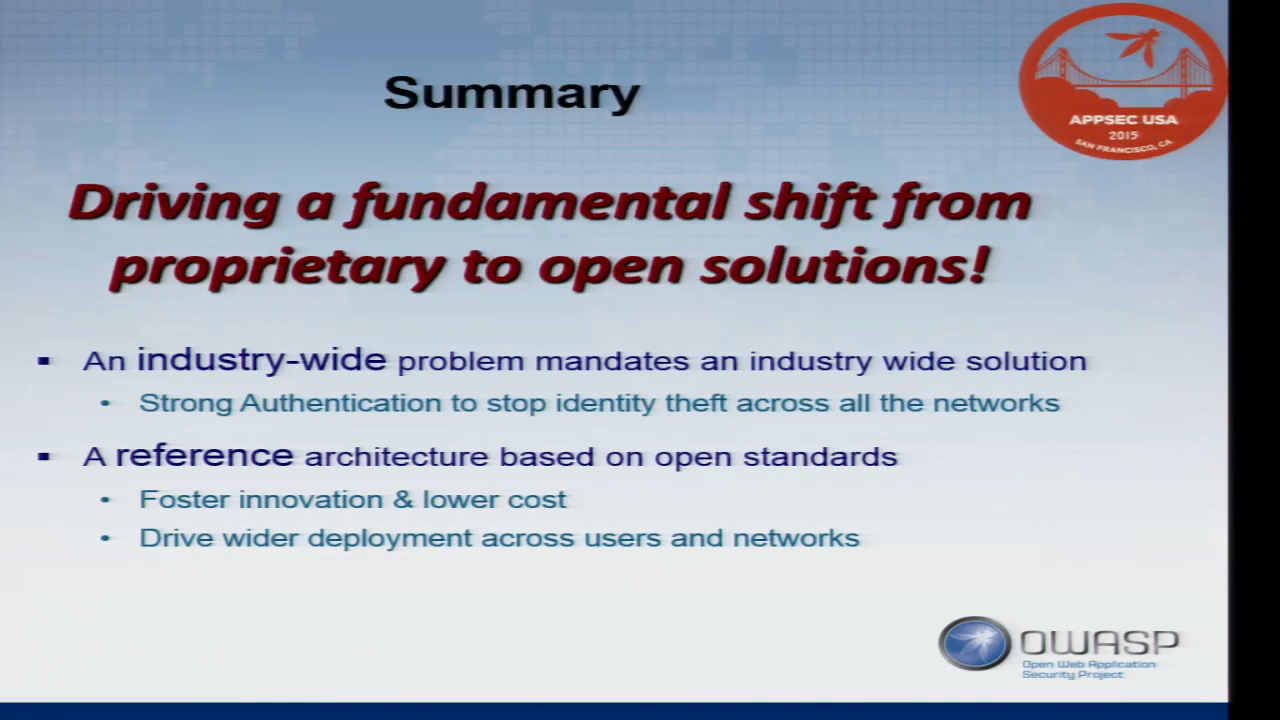 APPSEC USA
2015
SAN FRANCISCO, CA
Summary
Driving a fundamental shift from
proprietary to open solutions!
▪ An industry-wide problem mandates an industry wide solution
• Strong Authentication to stop identity theft across all the networks
▪ A reference architecture based on open standards
• Foster innovation & lower cost
• Drive wider deployment across users and networks
OWASP
Open Web Application
Security Project